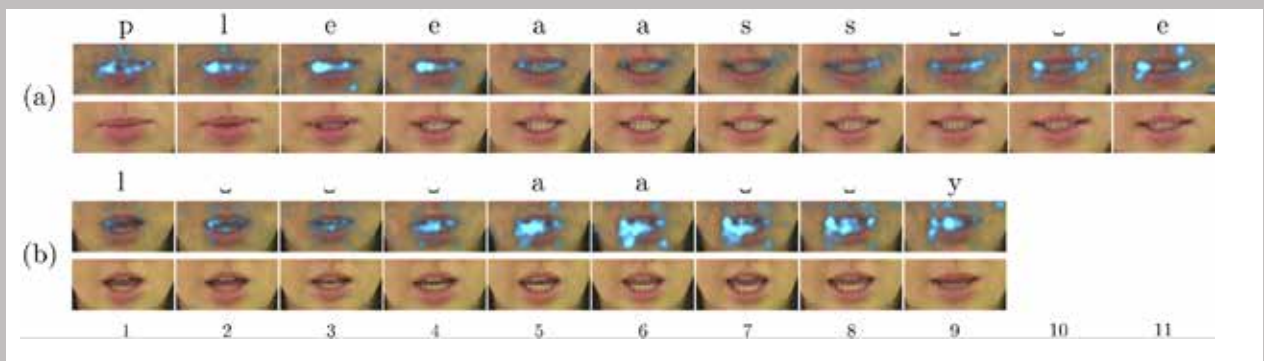 p l e e a a s s ⌣ ⌣ e
(a)
l ⌣ ⌣ ⌣ a a ⌣ ⌣ y
(b)
1 2 3 4 5 6 7 8 9 10 11